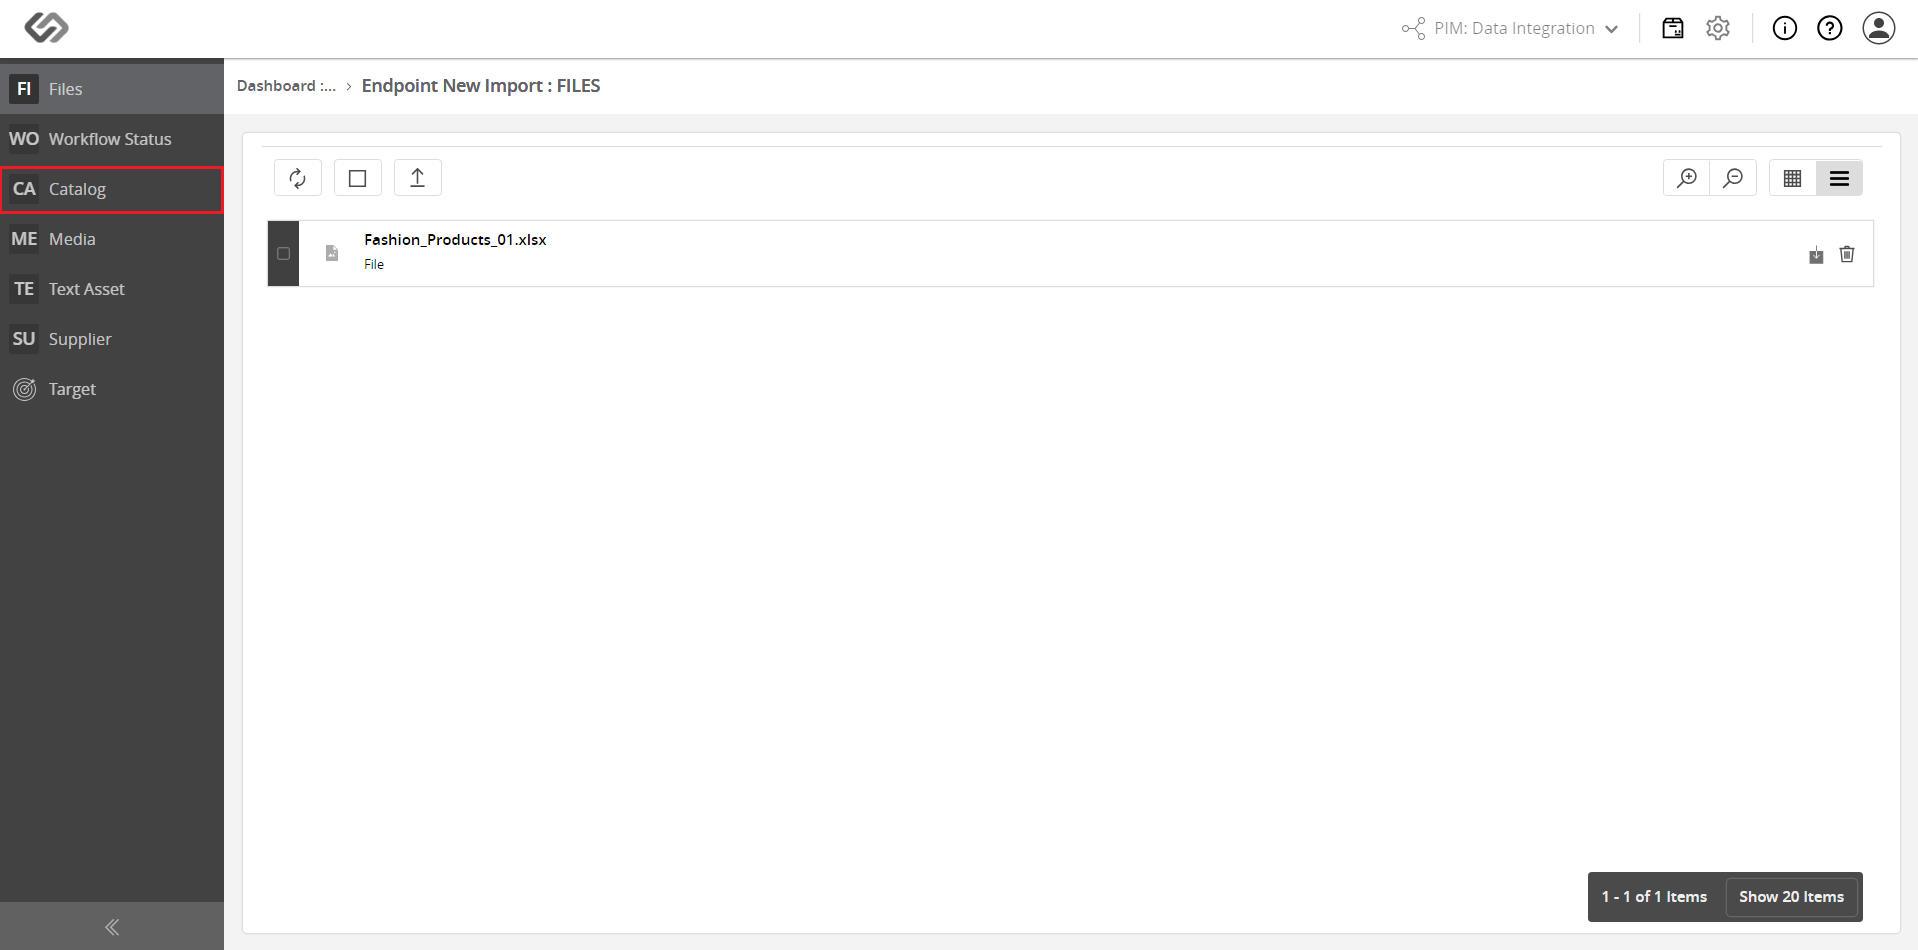 PIM: Data Integration
FI Files
WO Workflow Status
CA Catalog
ME Media
TE Text Asset
SU Supplier
Target
Dashboard :... › Endpoint New Import : FILES
Fashion_Products_01.xlsx
File
1 - 1 of 1 Items Show 20 Items